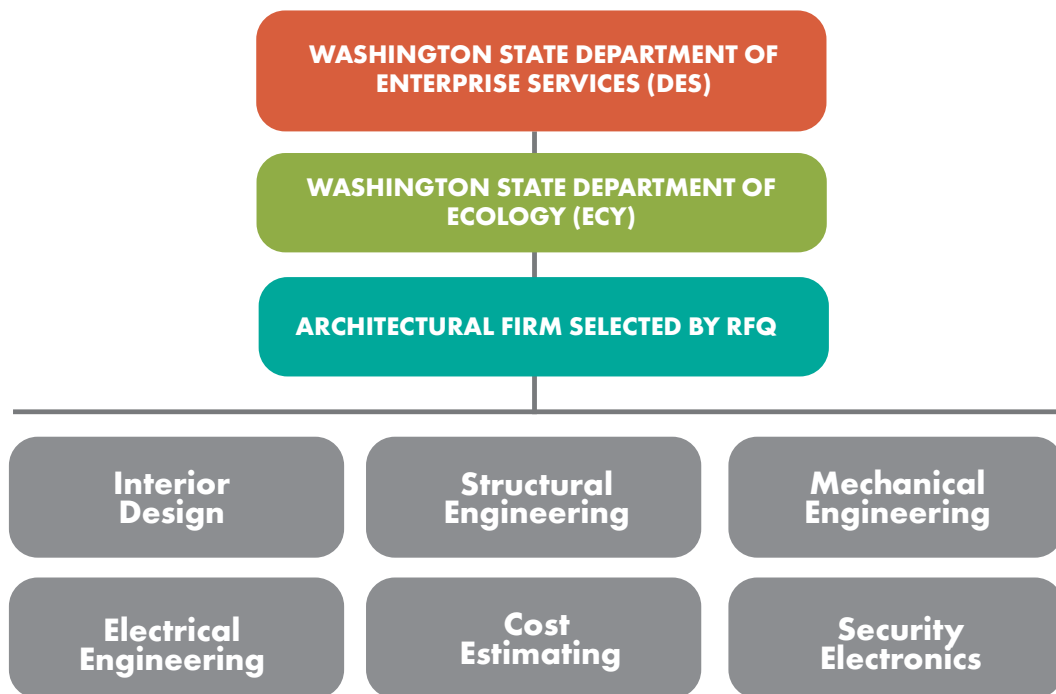 WASHINGTON STATE DEPARTMENT OF
ENTERPRISE SERVICES (DES)
WASHINGTON STATE DEPARTMENT OF
ECOLOGY (ECY)
ARCHITECTURAL FIRM SELECTED BY RFQ
Interior
Design
Structural
Engineering
Mechanical
Engineering
Electrical
Engineering
Cost
Estimating
Security
Electronics